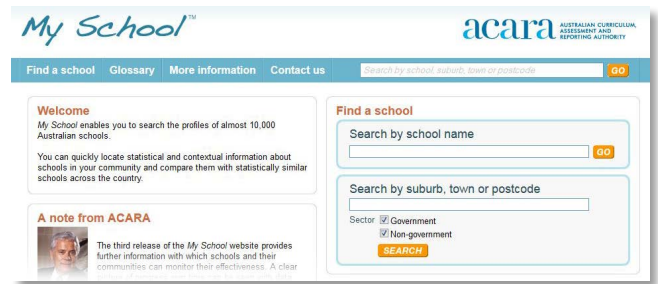 My School™
acara AUSTRALIAN CURRICULUM,
ASSESSMENT AND
REPORTING AUTHORITY
Find a school Glossary More information Contact us Search by school, suburb, town or postcode GO
Welcome
My School enables you to search the profiles of almost 10,000
Australian schools.
You can quickly locate statistical and contextual information about
schools in your community and compare them with statistically similar
schools across the country.
A note from ACARA
The third release of the My School website provides
further information with which schools and their
communities can monitor their effectiveness. A clear
Find a school
Search by school name
GO
Search by suburb, town or postcode
Sector Government
Non-government
SEARCH